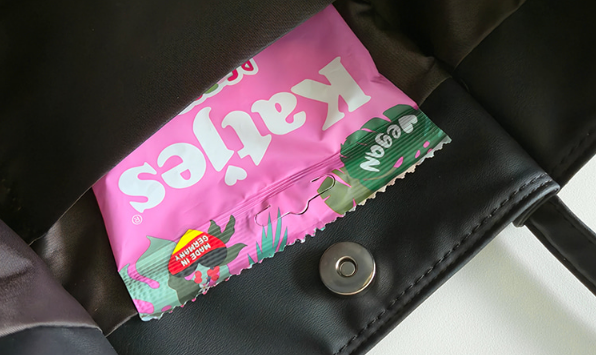 Katjes
®
Vegan
MADE IN
GERMANY